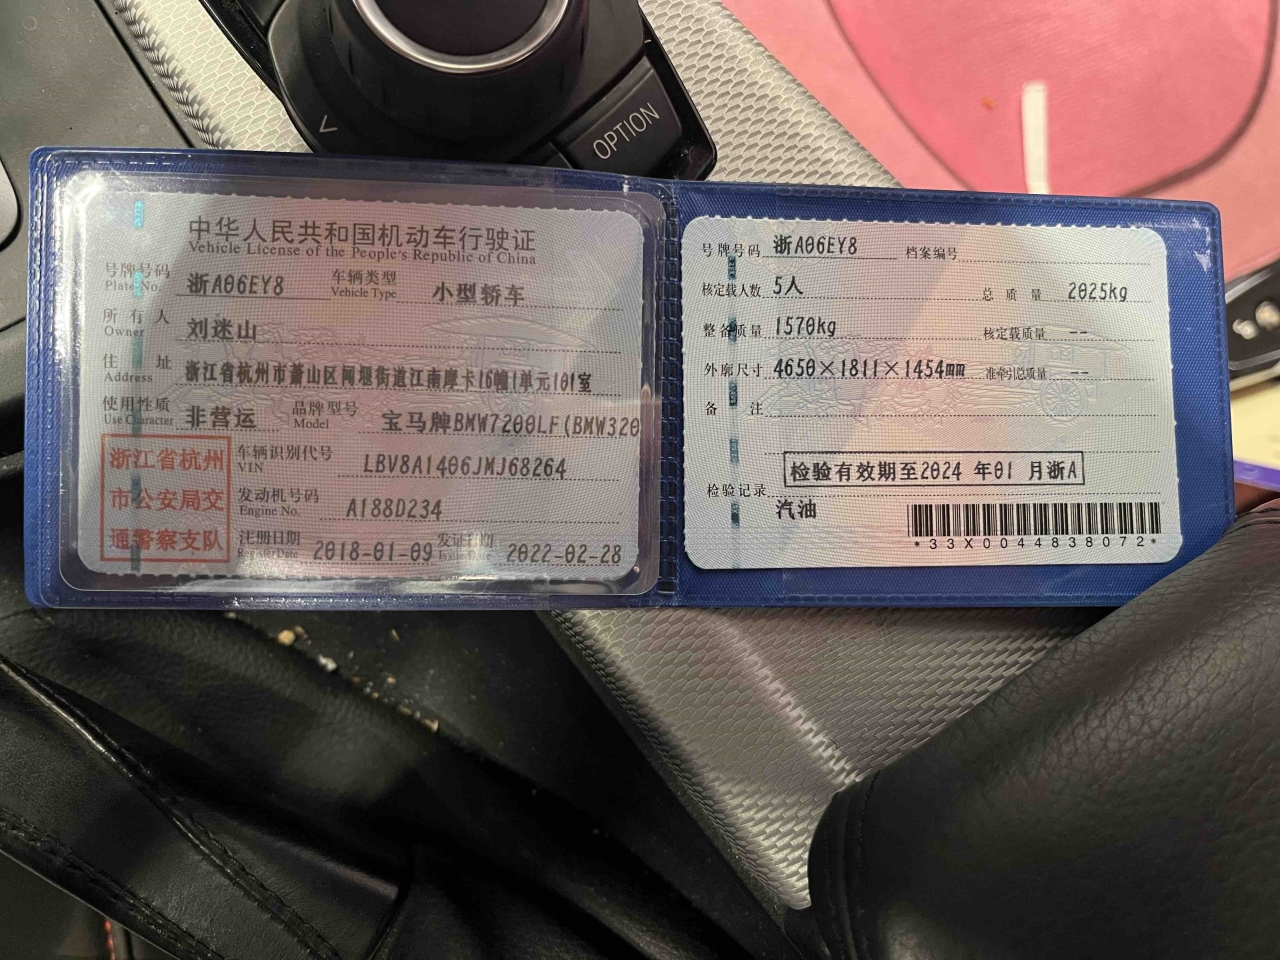 OPTION
中华人民共和国机动车行驶证
Vehicle License of the People's Republic of China
号牌号码 浙A06EY8 车辆类型 小型轿车
Plate No. Vehicle Type
所有人 刘迷山
Owner
住址 浙江省杭州市萧山区闻堰街道江南摩卡16幢1单元101室
Address
使用性质 非营运 品牌型号 宝马牌BMW7200LF(BMW320
Use Character Model
浙江省杭州
市公安局交
通警察支队
车辆识别代号 LBV8A1406JMJ68264
VIN
发动机号码 A188D234
Engine No.
注册日期 2018-01-09 发证日期 2022-02-28
Register Date Issue Date
号牌号码 浙A06EY8 档案编号
核定载人数 5人 总质量 2025kg
整备质量 1570kg 核定载质量 --
外廓尺寸 4650×1811×1454mm 准牵引总质量 --
备注
检验有效期至2024 年01 月浙A
检验记录
汽油
*33X0044838072*